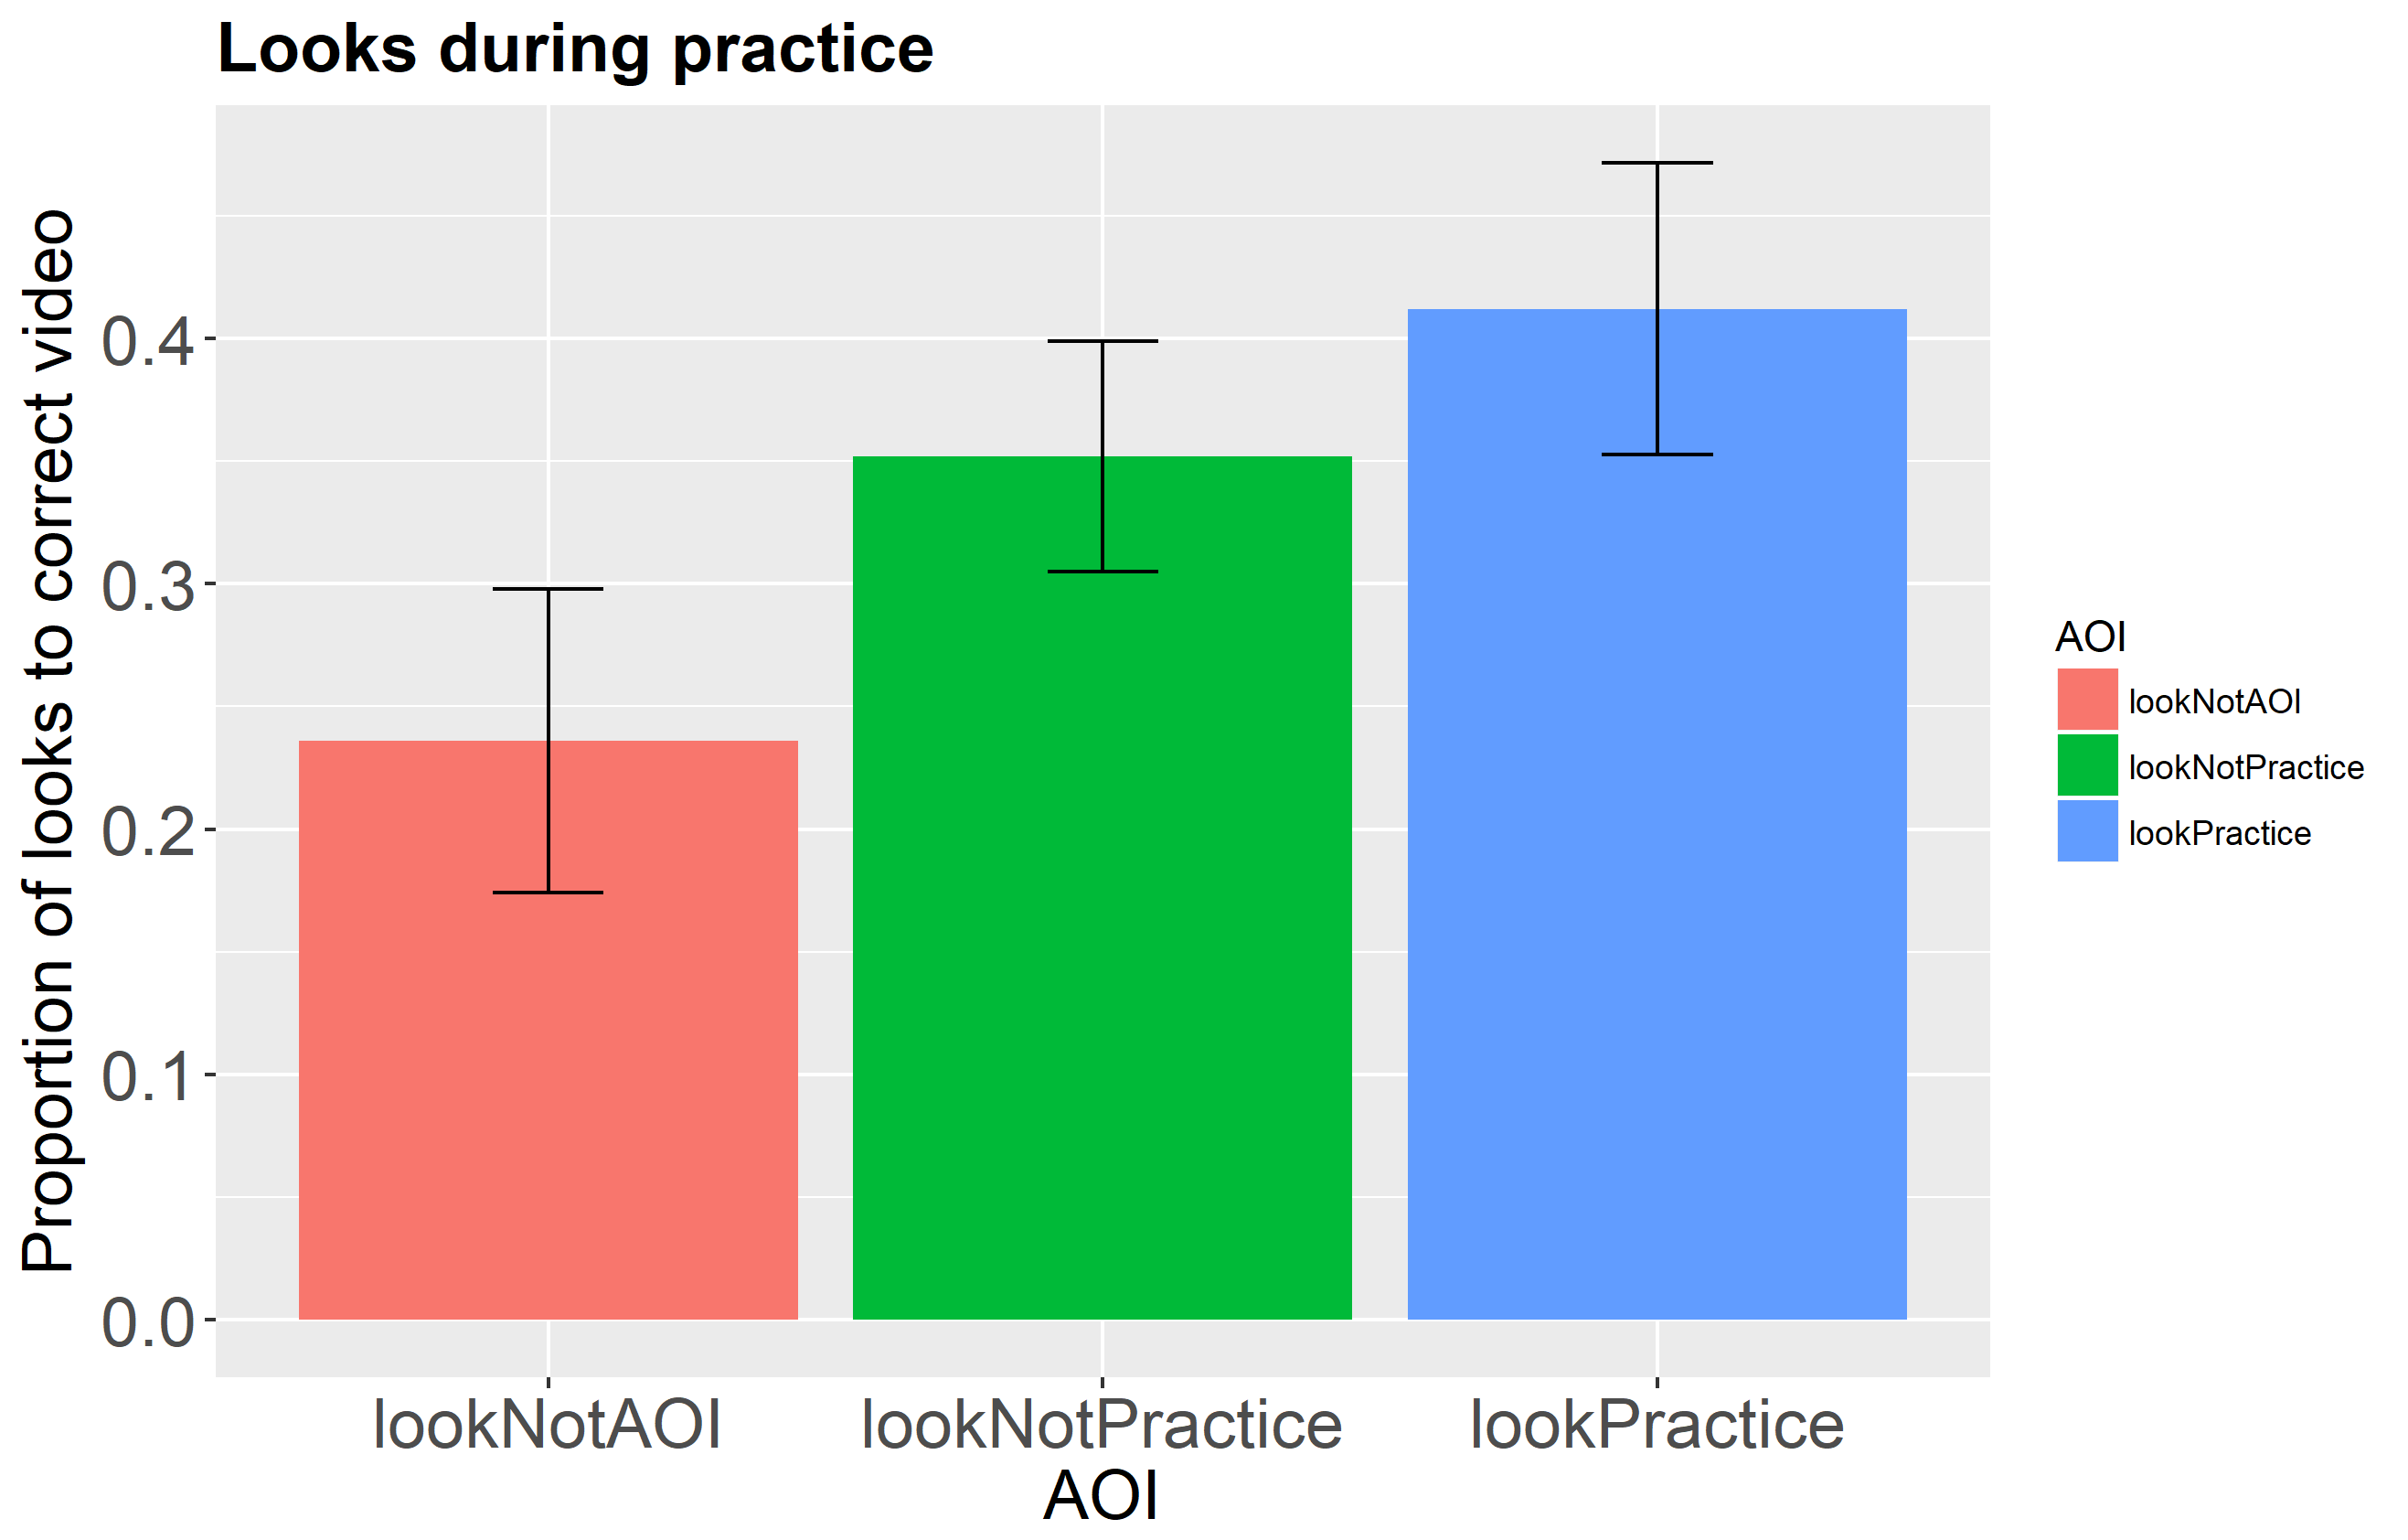 Looks during practice
Proportion of looks to correct video
0.4
0.3
0.2
0.1
0.0
lookNotAOI
lookNotPractice
lookPractice
AOI
AOI
lookNotAOI
lookNotPractice
lookPractice